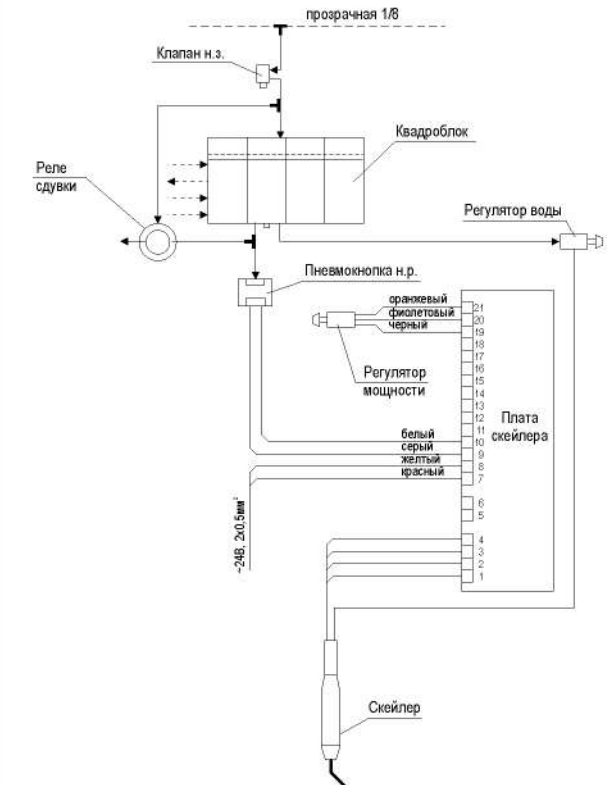 прозрачная 1/8
Клапан н.з.
Квадроблок
Реле
сдувки
Регулятор воды
Пневмокнопка н.р.
оранжевый
фиолетовый
черный
21
20
19
18
17
16
15
14
13
12
11
10
9
8
7
6
5
4
3
2
1
Регулятор
мощности
Плата
скейлера
белый
серый
желтый
красный
~24В, 2х0,5мм²
Скейлер